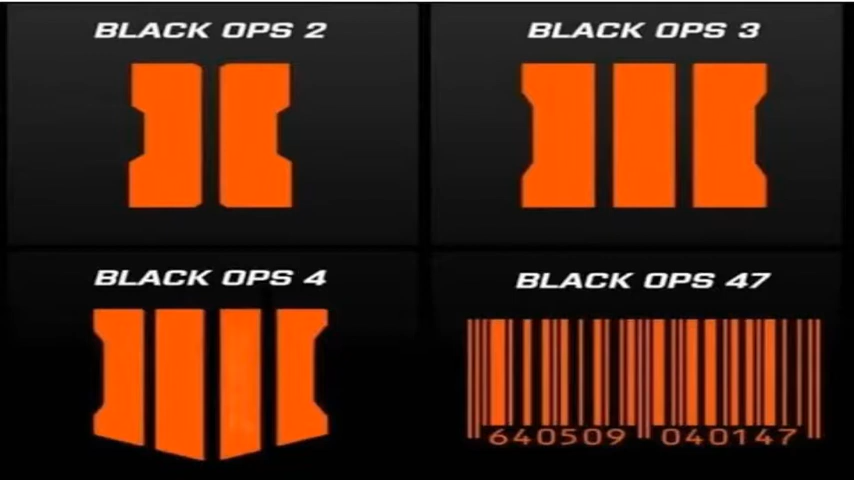 BLACK OPS 2
BLACK OPS 3
BLACK OPS 4
BLACK OPS 47
640509 040147